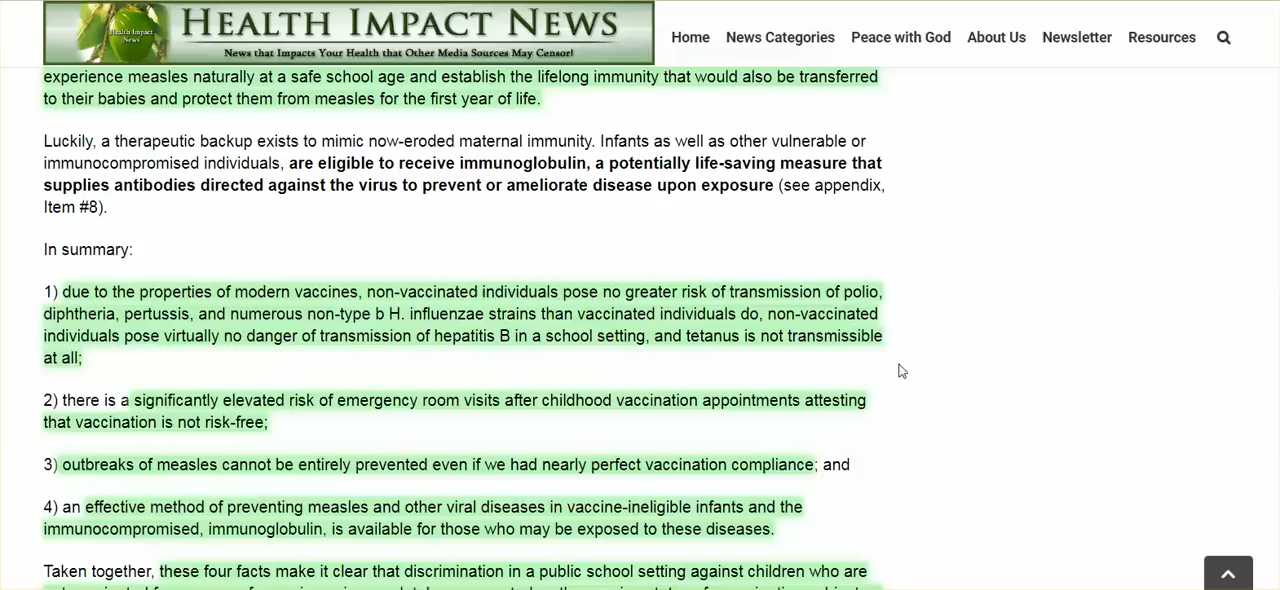 Health Impact News
HEALTH IMPACT NEWS
News that Impacts Your Health that Other Media Sources May Censor!
Home News Categories Peace with God About Us Newsletter Resources
experience measles naturally at a safe school age and establish the lifelong immunity that would also be transferred
to their babies and protect them from measles for the first year of life.
Luckily, a therapeutic backup exists to mimic now-eroded maternal immunity. Infants as well as other vulnerable or
immunocompromised individuals, are eligible to receive immunoglobulin, a potentially life-saving measure that
supplies antibodies directed against the virus to prevent or ameliorate disease upon exposure (see appendix,
Item #8).
In summary:
1) due to the properties of modern vaccines, non-vaccinated individuals pose no greater risk of transmission of polio,
diphtheria, pertussis, and numerous non-type b H. influenzae strains than vaccinated individuals do, non-vaccinated
individuals pose virtually no danger of transmission of hepatitis B in a school setting, and tetanus is not transmissible
at all;
2) there is a significantly elevated risk of emergency room visits after childhood vaccination appointments attesting
that vaccination is not risk-free;
3) outbreaks of measles cannot be entirely prevented even if we had nearly perfect vaccination compliance; and
4) an effective method of preventing measles and other viral diseases in vaccine-ineligible infants and the
immunocompromised, immunoglobulin, is available for those who may be exposed to these diseases.
Taken together, these four facts make it clear that discrimination in a public school setting against children who are